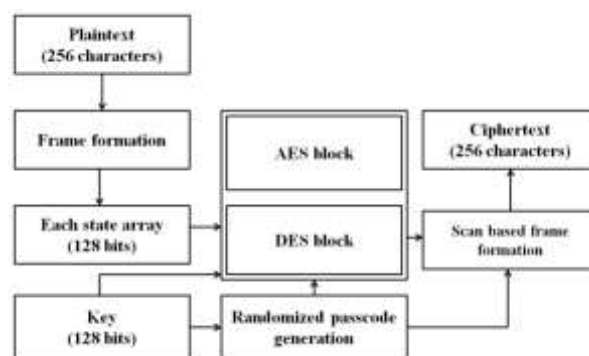 Plaintext
(256 characters)
Frame formation
Each state array
(128 bits)
Key
(128 bits)
AES block
DES block
Randomized passcode
generation
Ciphertext
(256 characters)
Scan based frame
formation